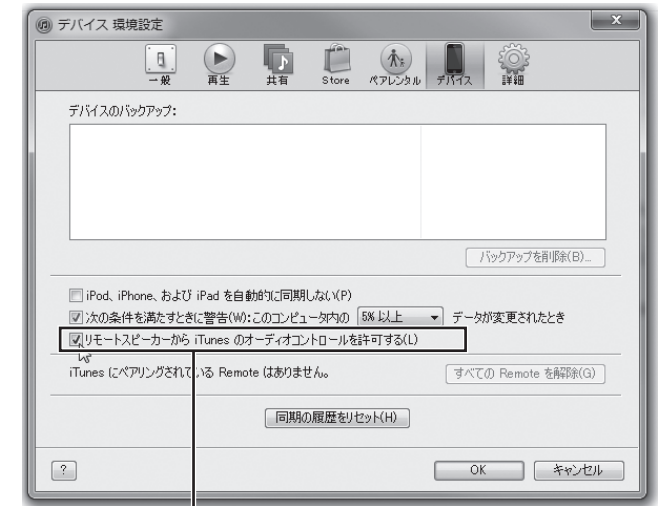 デバイス 環境設定
x
一般 再生 共有 Store ペアレンタル デバイス 詳細
デバイスのバックアップ:
バックアップを削除(B)...
iPod、iPhone、および iPad を自動的に同期しない(P)
次の条件を満たすときに警告(W):このコンピュータ内の 5% 以上 データが変更されたとき
リモートスピーカーから iTunes のオーディオコントロールを許可する(L)
iTunes にペアリングされている Remote はありません。 すべての Remote を解除(G)
同期の履歴をリセット(H)
? OK キャンセル